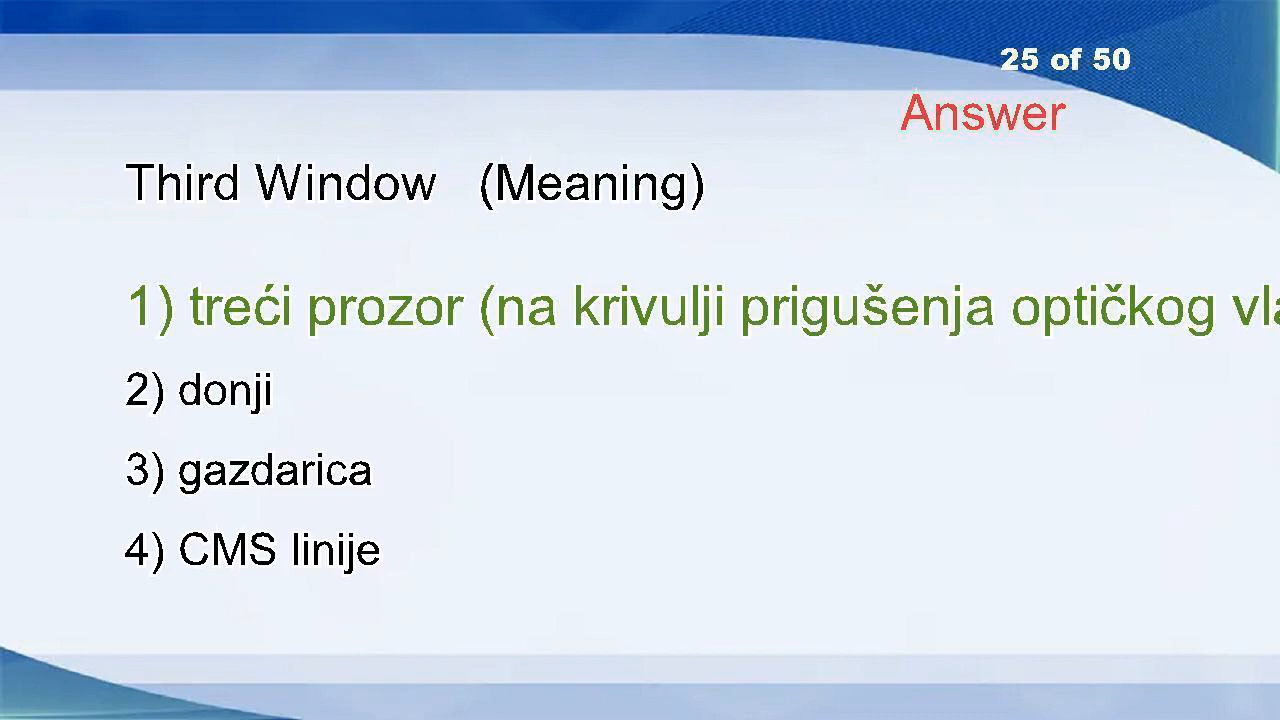 25 of 50
Answer
Third Window (Meaning)
1) treći prozor (na krivulji prigušenja optičkog
2) donji
3) gazdarica
4) CMS linije